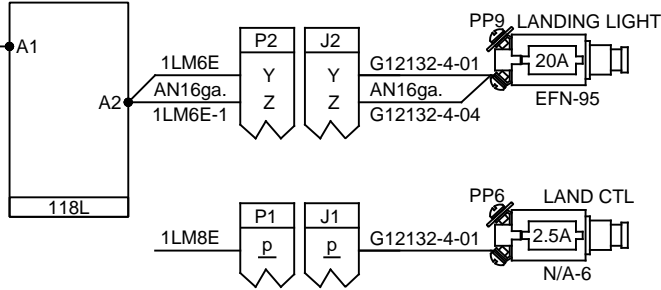 PP9 LANDING LIGHT
A1
P2
J2
1LM6E
Y
Y
G12132-4-01
20A
A2
AN16ga.
Z
Z
AN16ga.
EFN-95
1LM6E-1
G12132-4-04
118L
PP6
LAND CTL
P1
J1
1LM8E
p
p
G12132-4-01
2.5A
N/A-6